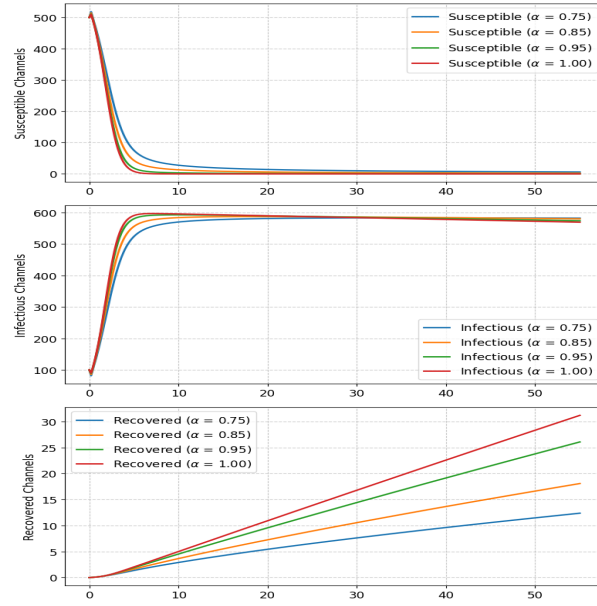 Susceptible Channels
500
400
300
200
100
0
Susceptible (α = 0.75)
Susceptible (α = 0.85)
Susceptible (α = 0.95)
Susceptible (α = 1.00)
0 10 20 30 40 50
Infectious Channels
600
500
400
300
200
100
Infectious (α = 0.75)
Infectious (α = 0.85)
Infectious (α = 0.95)
Infectious (α = 1.00)
0 10 20 30 40 50
Recovered Channels
30
25
20
15
10
5
0
Recovered (α = 0.75)
Recovered (α = 0.85)
Recovered (α = 0.95)
Recovered (α = 1.00)
0 10 20 30 40 50